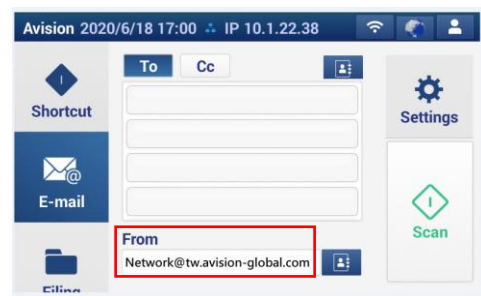 Avision 2020/6/18 17:00 IP 10.1.22.38
To Cc
Shortcut
Settings
E-mail
Scan
From
Network@tw.avision-global.com
Filing